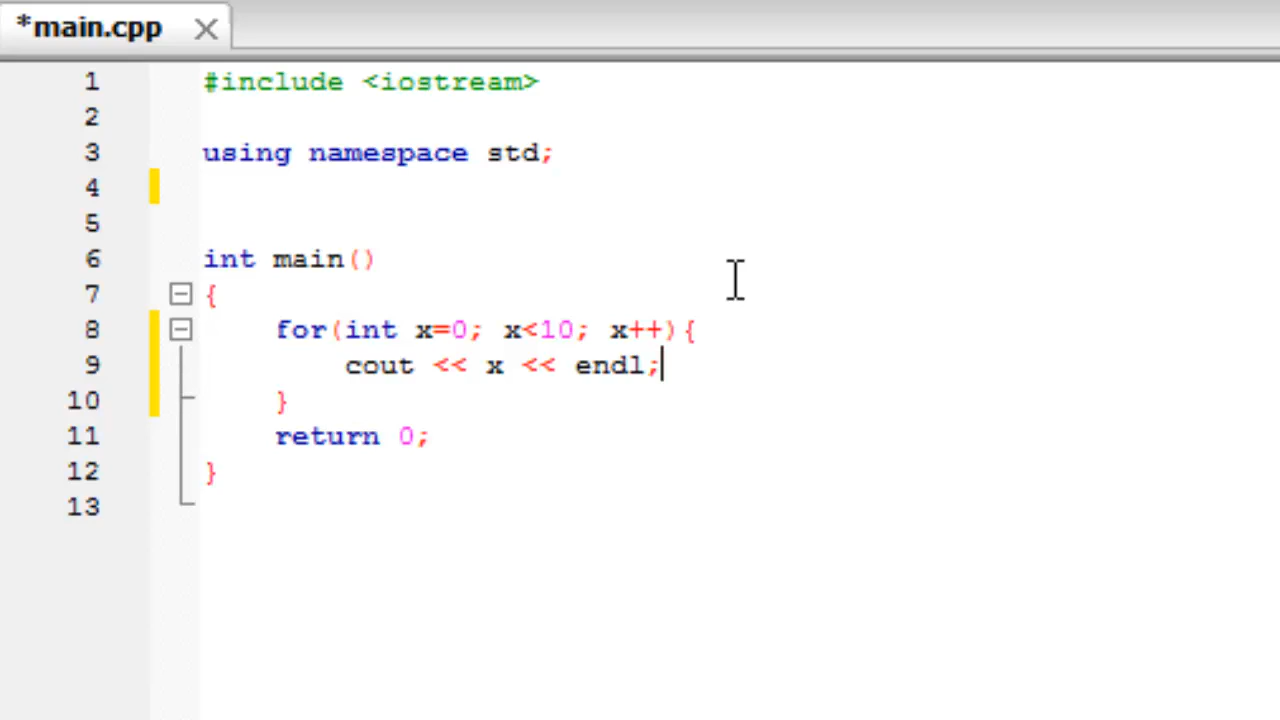 *main.cpp
1 #include <iostream>
2
3 using namespace std;
4
5
6 int main()
7 {
8     for(int x=0; x<10; x++){
9         cout << x << endl;
10     }
11     return 0;
12 }
13